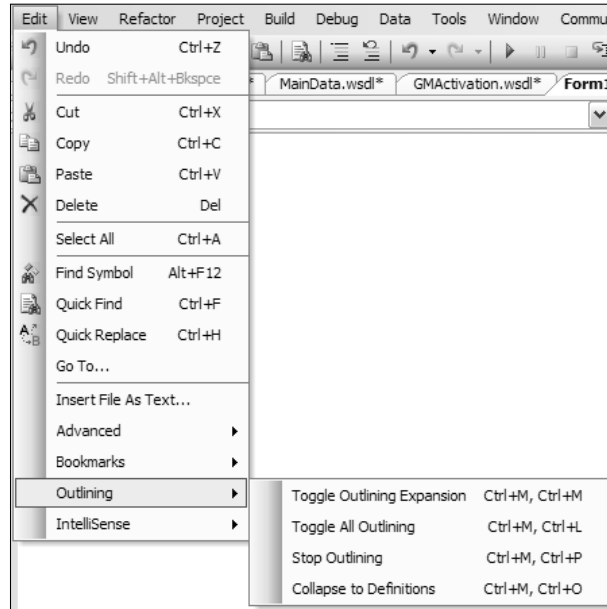 Edit View Refactor Project Build Debug Data Tools Window Commu
MainData.wsdl* GMActivation.wsdl* Form1
Undo Ctrl+Z
Redo Shift+Alt+Bkspce
Cut Ctrl+X
Copy Ctrl+C
Paste Ctrl+V
Delete Del
Select All Ctrl+A
Find Symbol Alt+F12
Quick Find Ctrl+F
Quick Replace Ctrl+H
Go To...
Insert File As Text...
Advanced
Bookmarks
Outlining
IntelliSense
Toggle Outlining Expansion Ctrl+M, Ctrl+M
Toggle All Outlining Ctrl+M, Ctrl+L
Stop Outlining Ctrl+M, Ctrl+P
Collapse to Definitions Ctrl+M, Ctrl+O